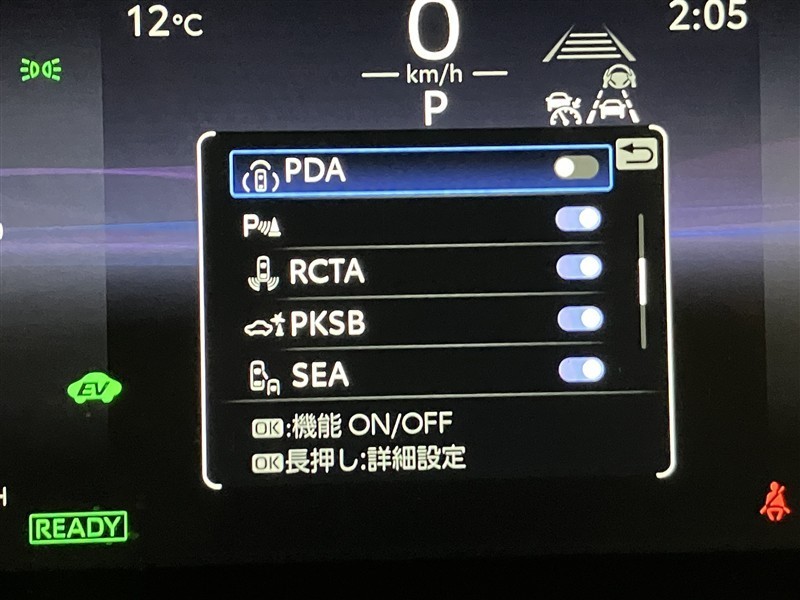 12°C
0
2:05
km/h
P
PDA
P
RCTA
PKSB
SEA
EV
OK:機能 ON/OFF
OK長押し:詳細設定
H
READY